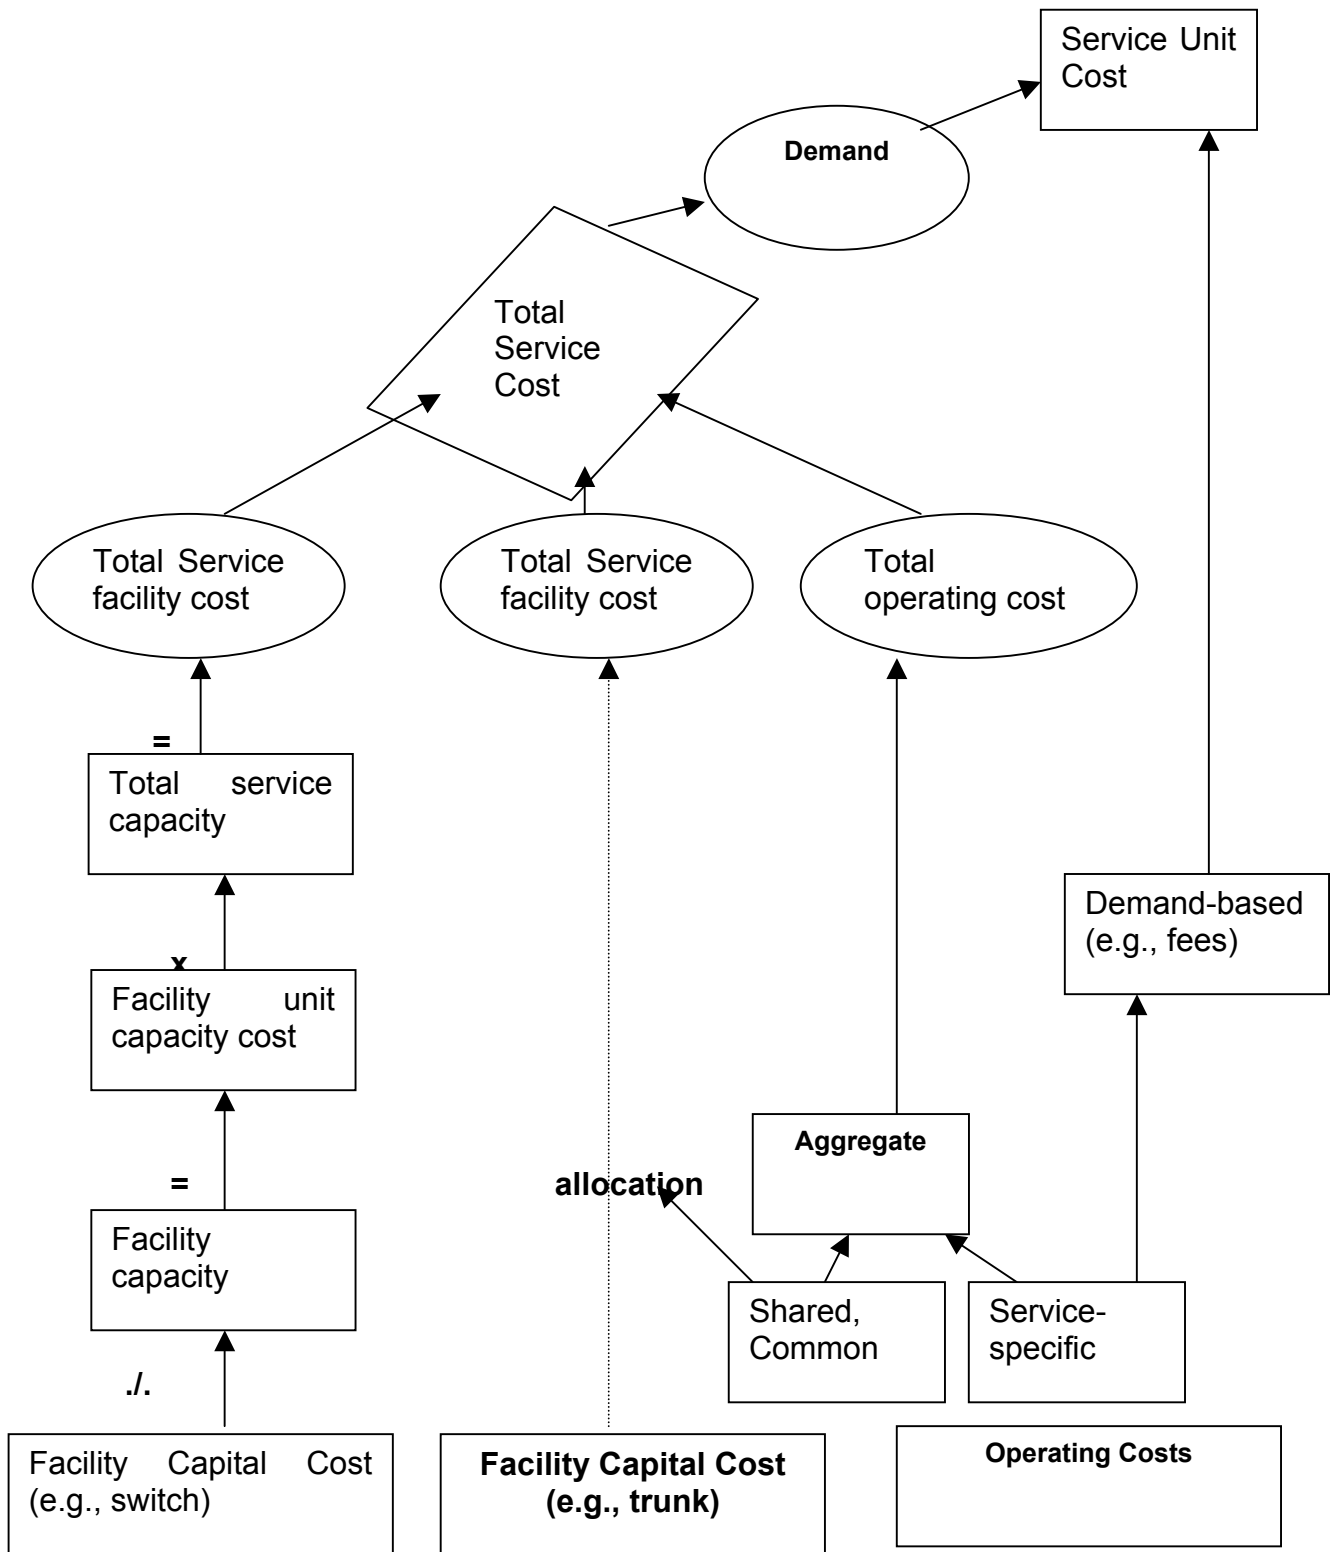 Service Unit
Cost
Demand
Total
Service
Cost
Total Service
facility cost
Total Service
facility cost
Total
operating cost
=
Total service
capacity
Demand-based
(e.g., fees)
x
Facility unit
capacity cost
Aggregate
=
allocation
Facility
capacity
Shared,
Common
Service-
specific
./.
Facility Capital Cost
(e.g., switch)
Facility Capital Cost
(e.g., trunk)
Operating Costs